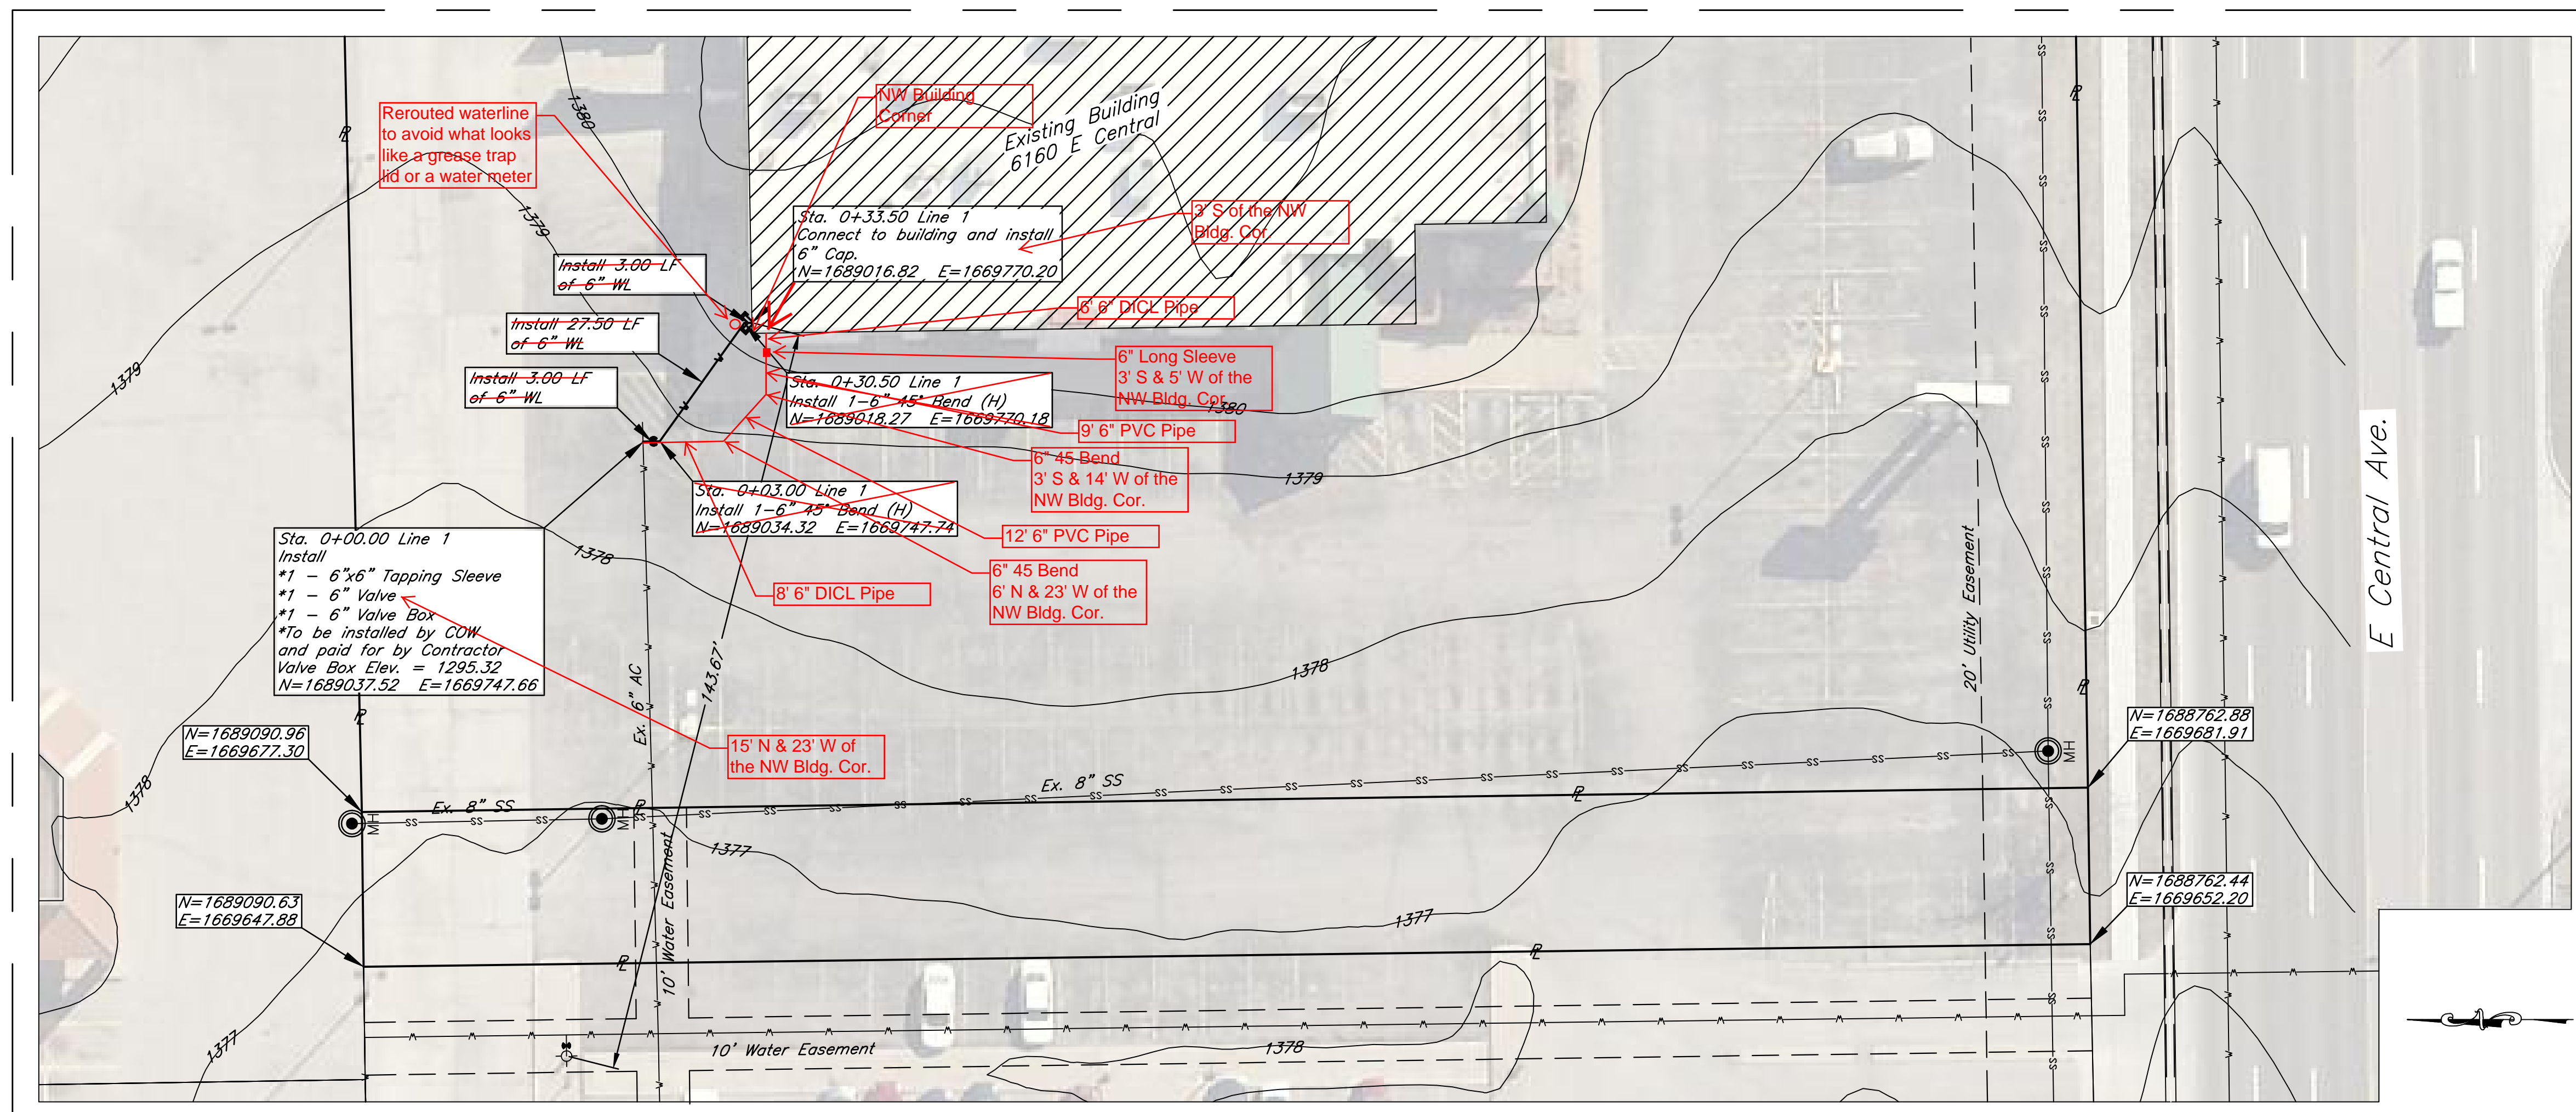 Rerouted waterline
to avoid what looks
like a grease trap
lid or a water meter
NW Building
Corner
Existing Building
6160 E Central
3' S of the NW
Bldg. Cor.
Sta. 0+33.50 Line 1
Connect to building and install
6" Cap.
N=1689016.82 E=1669770.20
Install 3.00 LF
of 6" WL
Install 27.50 LF
of 6" WL
Install 3.00 LF
of 6" WL
6' 6" DICL Pipe
6" Long Sleeve
3' S & 5' W of the
NW Bldg. Cor.
Sta. 0+30.50 Line 1
Install 1-6" 45° Bend (H)
N=1689018.27 E=1669770.18
9' 6" PVC Pipe
6" 45 Bend
3' S & 14' W of the
NW Bldg. Cor.
Sta. 0+03.00 Line 1
Install 1-6" 45° Bend (H)
N=1689034.32 E=1669747.74
12' 6" PVC Pipe
6" 45 Bend
6' N & 23' W of the
NW Bldg. Cor.
8' 6" DICL Pipe
Sta. 0+00.00 Line 1
Install
*1 - 6"x6" Tapping Sleeve
*1 - 6" Valve
*1 - 6" Valve Box
*To be installed by COW
and paid for by Contractor
Valve Box Elev. = 1295.32
N=1689037.52 E=1669747.66
15' N & 23' W of
the NW Bldg. Cor.
Ex. 6" AC
143.67'
20' Utility Easement
E Central Ave.
N=1689090.96
E=1669677.30
N=1688762.88
E=1669681.91
Ex. 8" SS
Ex. 8" SS
MH
MH
MH
N=1689090.63
E=1669647.88
N=1688762.44
E=1669652.20
10' Water Easement
10' Water Easement
1380
1379
1379
1380
1379
1378
1378
1378
1377
1377
1377
1378